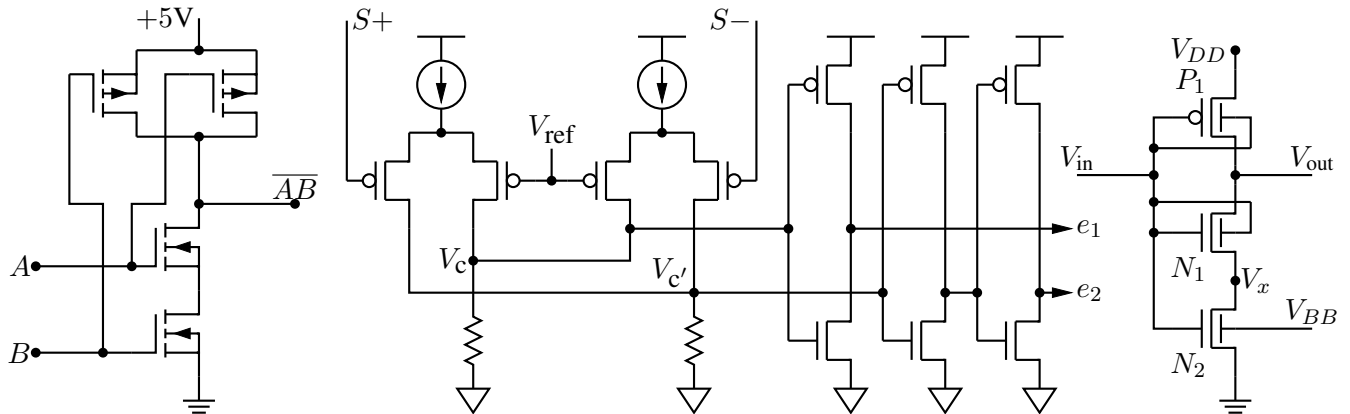 +5V
A
B
AB
S+
S−
Vref
Vc
Vc'
e1
e2
VDD
P1
Vin
Vout
N1
Vx
VBB
N2